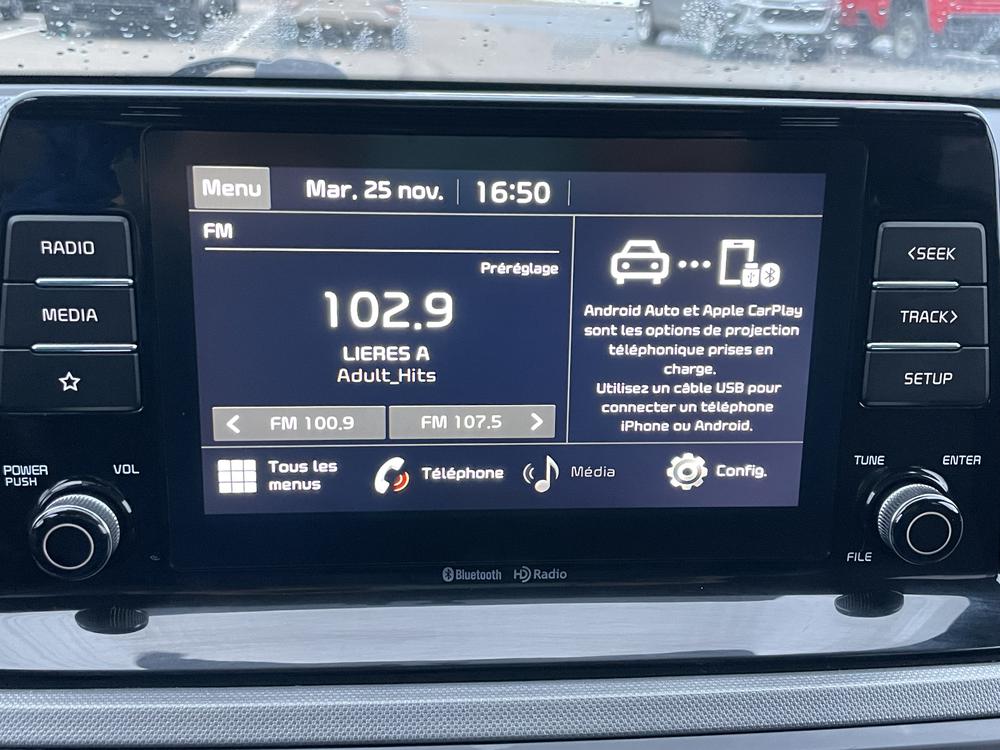 Menu Mar. 25 nov. 16:50
FM
Préréglage
102.9
LIERES A
Adult_Hits
FM 100.9 FM 107.5
Android Auto et Apple CarPlay
sont les options de projection
téléphonique prises en
charge.
Utilisez un câble USB pour
connecter un téléphone
iPhone ou Android.
Tous les
menus
Téléphone
Média
Config.
RADIO
MEDIA
POWER
PUSH
VOL
<SEEK
TRACK>
SETUP
TUNE
ENTER
FILE
Bluetooth HD Radio